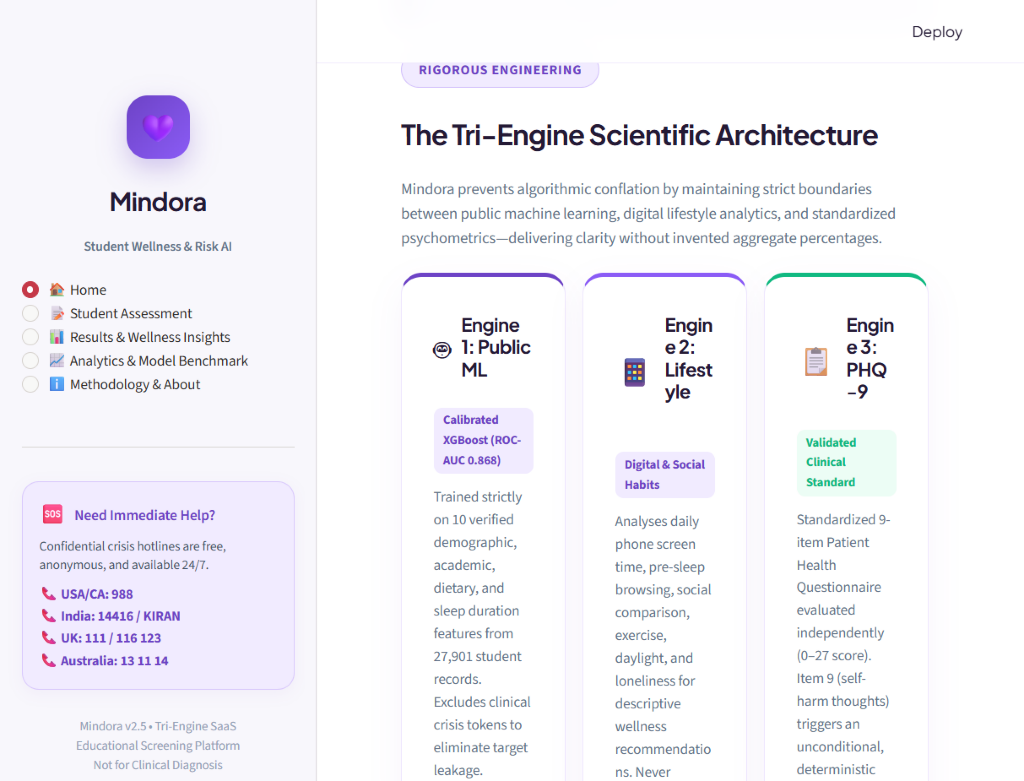 Deploy
Mindora
Student Wellness & Risk AI
Home
Student Assessment
Results & Wellness Insights
Analytics & Model Benchmark
Methodology & About
SOS
Need Immediate Help?
Confidential crisis hotlines are free,
anonymous, and available 24/7.
USA/CA: 988
India: 14416 / KIRAN
UK: 111 / 116 123
Australia: 13 11 14
Mindora v2.5 • Tri-Engine SaaS
Educational Screening Platform
Not for Clinical Diagnosis
RIGOROUS ENGINEERING
The Tri-Engine Scientific Architecture
Mindora prevents algorithmic conflation by maintaining strict boundaries
between public machine learning, digital lifestyle analytics, and standardized
psychometrics—delivering clarity without invented aggregate percentages.
Engine
1: Public
ML
Calibrated
XGBoost (ROC-
AUC 0.868)
Trained strictly
on 10 verified
demographic,
academic,
dietary, and
sleep duration
features from
27,901 student
records.
Excludes clinical
crisis tokens to
eliminate target
leakage.
Engin
e 2:
Lifest
yle
Digital & Social
Habits
Analyses daily
phone screen
time, pre-sleep
browsing, social
comparison,
exercise,
daylight, and
loneliness for
descriptive
wellness
recommendatio
ns. Never
Engin
e 3:
PHQ
-9
Validated
Clinical
Standard
Standardized 9-
item Patient
Health
Questionnaire
evaluated
independently
(0–27 score).
Item 9 (self-
harm thoughts)
triggers an
unconditional,
deterministic